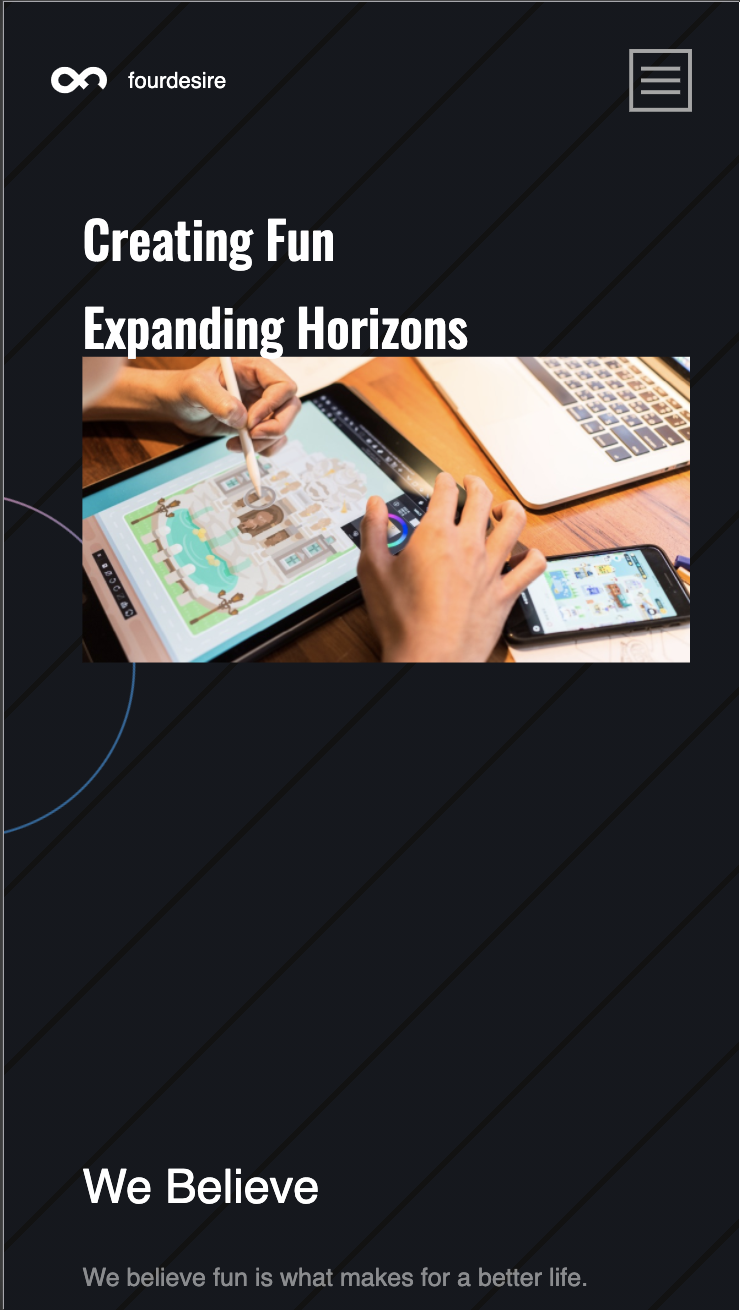 fourdesire
Creating Fun
Expanding Horizons
We Believe
We believe fun is what makes for a better life.